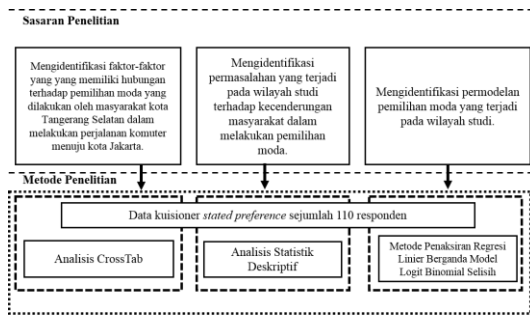 Sasaran Penelitian
Mengidentifikasi faktor-faktor
yang yang memiliki hubungan
terhadap pemilihan moda yang
dilakukan oleh masyarakat kota
Tangerang Selatan dalam
melakukan perjalanan komuter
menuju kota Jakarta.
Mengidentifikasi
permasalahan yang terjadi
pada wilayah studi
terhadap kecenderungan
masyarakat dalam
melakukan pemilihan
moda.
Mengidentifikasi permodelan
pemilihan moda yang terjadi
pada wilayah studi.
Metode Penelitian
Data kuisioner stated preference sejumlah 110 responden
Analisis CrossTab
Analisis Statistik
Deskriptif
Metode Penaksiran Regresi
Linier Berganda Model
Logit Binomial Selisih